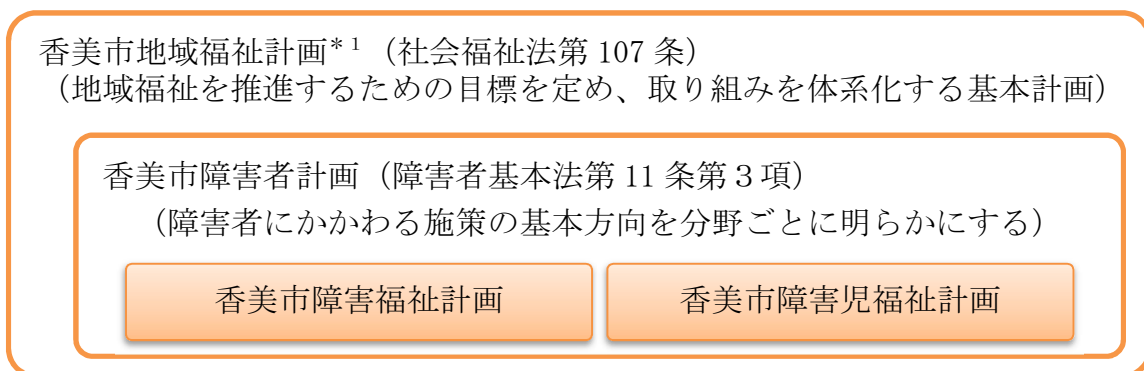 香美市地域福祉計画*1（社会福祉法第 107 条）
（地域福祉を推進するための目標を定め、取り組みを体系化する基本計画）
香美市障害者計画（障害者基本法第 11 条第３項）
（障害者にかかわる施策の基本方向を分野ごとに明らかにする）
香美市障害福祉計画
香美市障害児福祉計画